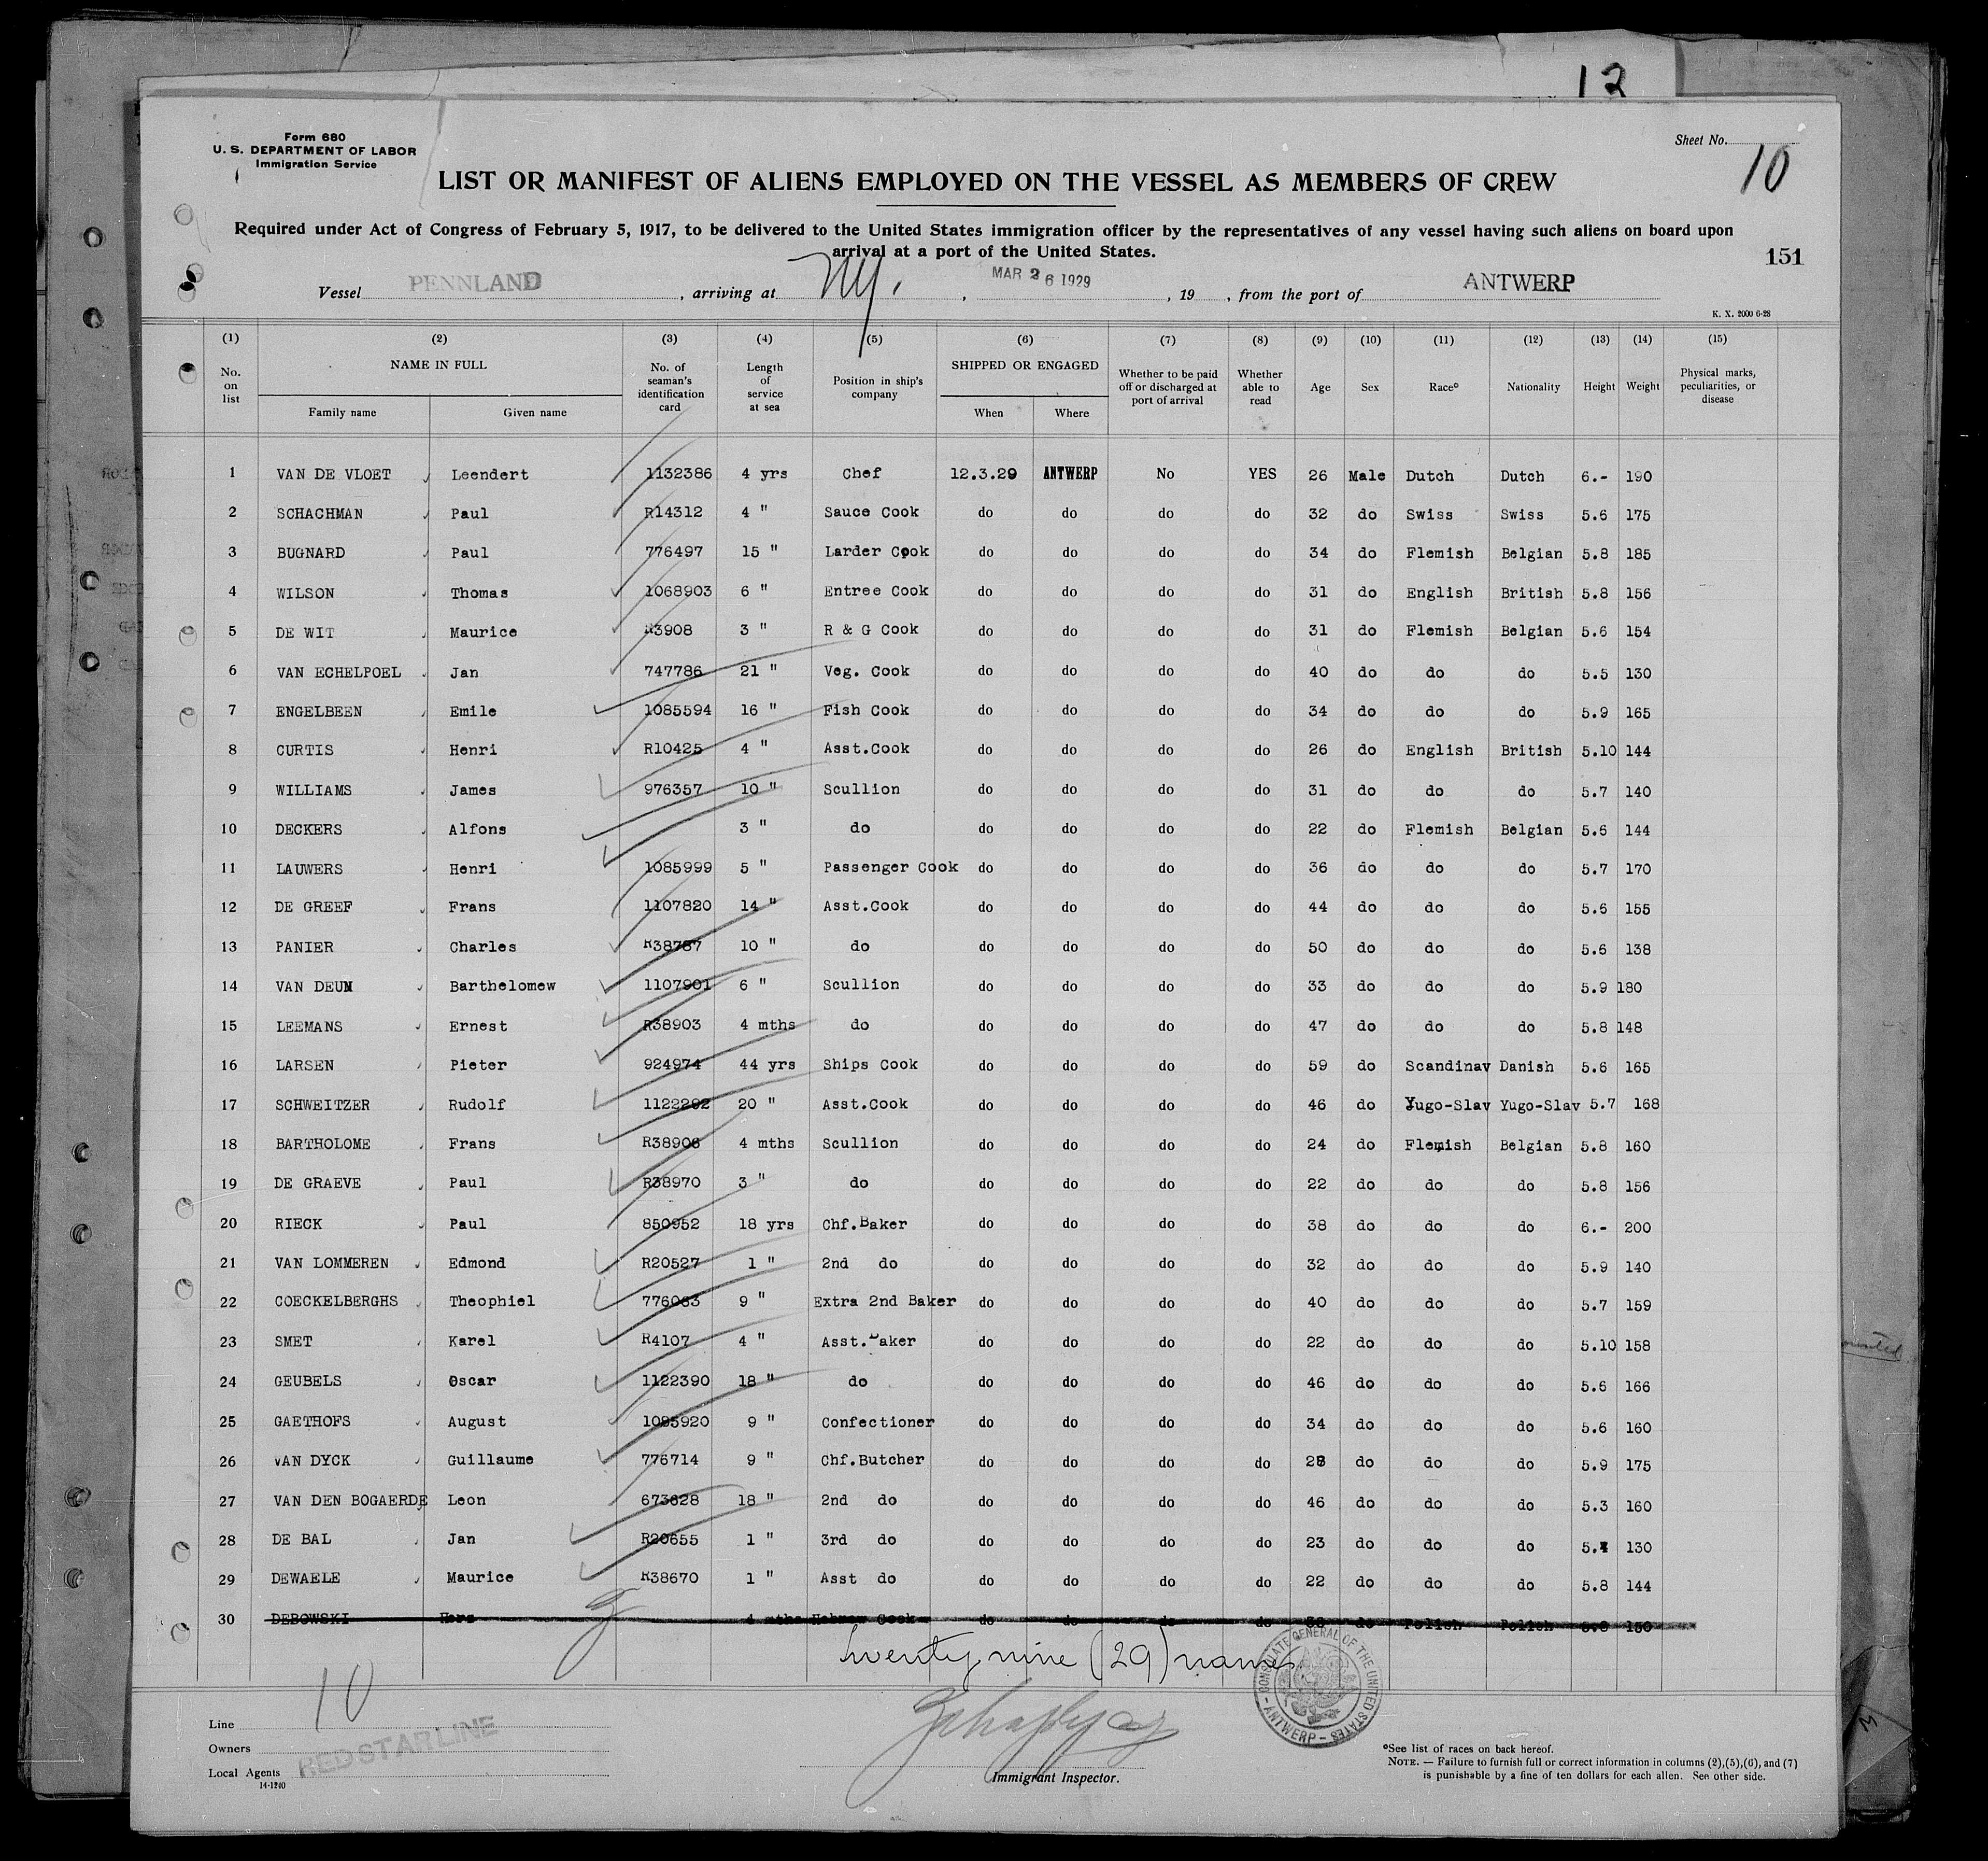 12
Form 680
U. S. DEPARTMENT OF LABOR
Immigration Service
Sheet No. 10
LIST OR MANIFEST OF ALIENS EMPLOYED ON THE VESSEL AS MEMBERS OF CREW
Required under Act of Congress of February 5, 1917, to be delivered to the United States immigration officer by the representatives of any vessel having such aliens on board upon
arrival at a port of the United States.
151
Vessel PENNLAND, arriving at NY., MAR 26 1929, 19 , from the port of ANTWERP
K. X. 2000 6-28
(1) (2) (3) (4) (5) (6) (7) (8) (9) (10) (11) (12) (13) (14) (15)
No. on list NAME IN FULL Family name Given name No. of seaman's identification card Length of service at sea Position in ship's company SHIPPED OR ENGAGED When Where Whether to be paid off or discharged at port of arrival Whether able to read Age Sex Race° Nationality Height Weight Physical marks, peculiarities, or disease
1 VAN DE VLOET Leendert 1132386 4 yrs Chef 12.3.29 ANTWERP No YES 26 Male Dutch Dutch 6.- 190
2 SCHACHMAN Paul R14312 4 " Sauce Cook do do do do 32 do Swiss Swiss 5.6 175
3 BUGNARD Paul 776497 15 " Larder Cook do do do do 34 do Flemish Belgian 5.8 185
4 WILSON Thomas 1068903 6 " Entree Cook do do do do 31 do English British 5.8 156
5 DE WIT Maurice R3908 3 " R & G Cook do do do do 31 do Flemish Belgian 5.6 154
6 VAN ECHELPOEL Jan 747786 21 " Veg. Cook do do do do 40 do do do 5.5 130
7 ENGELBEEN Emile 1085594 16 " Fish Cook do do do do 34 do do do 5.9 165
8 CURTIS Henri R10425 4 " Asst.Cook do do do do 26 do English British 5.10 144
9 WILLIAMS James 976357 10 " Scullion do do do do 31 do do do 5.7 140
10 DECKERS Alfons 3 " do do do do do 22 do Flemish Belgian 5.6 144
11 LAUWERS Henri 1085999 5 " Passenger Cook do do do do 36 do do do 5.7 170
12 DE GREEF Frans 1107820 14 " Asst.Cook do do do do 44 do do do 5.6 155
13 PANIER Charles R38787 10 " do do do do do 50 do do do 5.6 138
14 VAN DEUN Barthelomew 1107901 6 " Scullion do do do do 33 do do do 5.9 180
15 LEEMANS Ernest R38903 4 mths do do do do do 47 do do do 5.8 148
16 LARSEN Pieter 924974 44 yrs Ships Cook do do do do 59 do Scandinav Danish 5.6 165
17 SCHWEITZER Rudolf 1122292 20 " Asst.Cook do do do do 46 do Yugo-Slav Yugo-Slav 5.7 168
18 BARTHOLOME Frans R38906 4 mths Scullion do do do do 24 do Flemish Belgian 5.8 160
19 DE GRAEVE Paul R38970 3 " do do do do do 22 do do do 5.8 156
20 RIECK Paul 850952 18 yrs Chf.Baker do do do do 38 do do do 6.- 200
21 VAN LOMMEREN Edmond R20527 1 " 2nd do do do do do 32 do do do 5.9 140
22 COECKELBERGHS Theophiel 776063 9 " Extra 2nd Baker do do do do 40 do do do 5.7 159
23 SMET Karel R4107 4 " Asst.Baker do do do do 22 do do do 5.10 158
24 GEUBELS Oscar 1122390 18 " do do do do do 46 do do do 5.6 166
25 GAETHOFS August 1085920 9 " Confectioner do do do do 34 do do do 5.6 160
26 VAN DYCK Guillaume 776714 9 " Chf.Butcher do do do do 28 do do do 5.9 175
27 VAN DEN BOGAERDE Leon 673628 18 " 2nd do do do do do 46 do do do 5.3 160
28 DE BAL Jan R20655 1 " 3rd do do do do do 23 do do do 5.4 130
29 DEWAELE Maurice R38670 1 " Asst do do do do do 22 do do do 5.8 144
30 DEBOWSKI Herz 4 mths Hebrew Cook do do do do 38 do Polish Polish 5.8 150
twenty nine (29) names
CONSULATE GENERAL OF THE UNITED STATES - ANTWERP -
10
Line
Owners
RED STAR LINE
Local Agents
14-1240
Immigrant Inspector.
°See list of races on back hereof.
NOTE. — Failure to furnish full or correct information in columns (2),(5),(6), and (7)
is punishable by a fine of ten dollars for each alien. See other side.